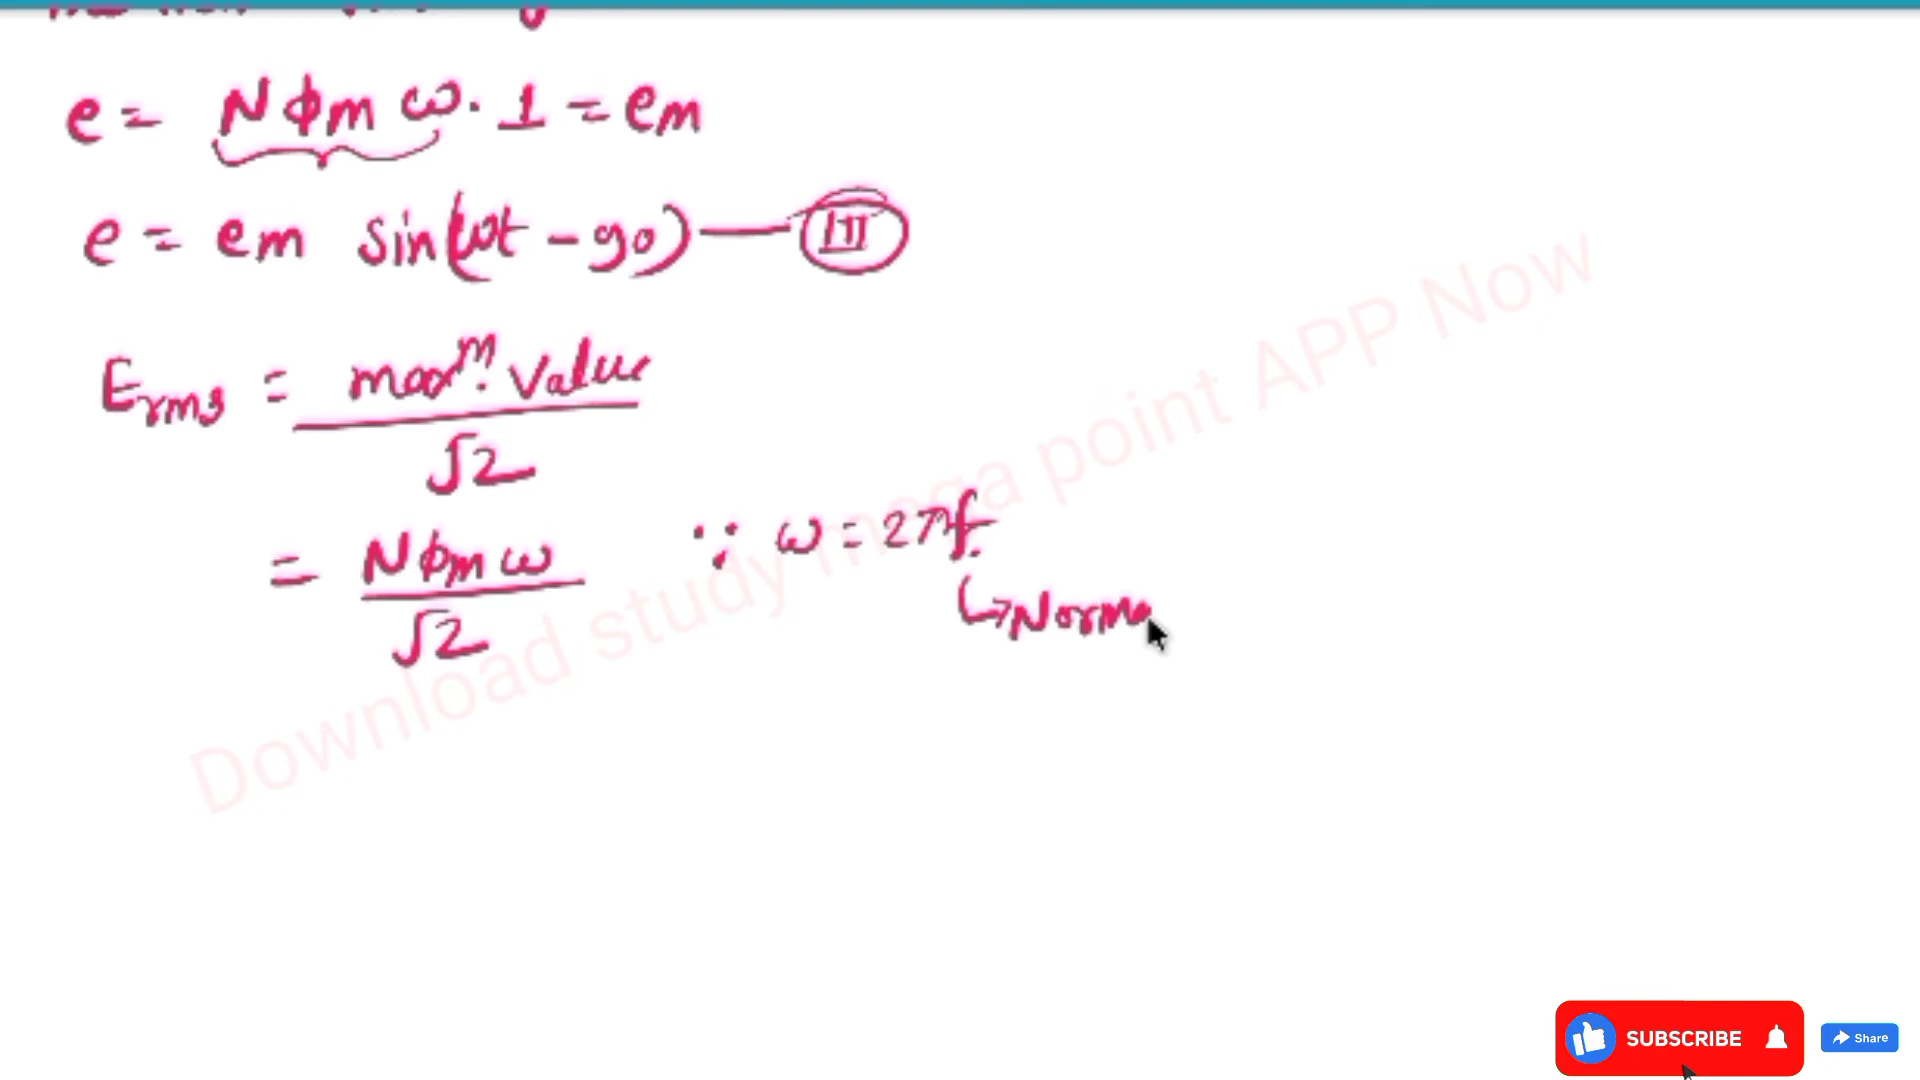 e = Nϕm ω. 1 = em
e = em sin(ωt - 90) — III
Erms = maxm. Value
√2
= Nϕm ω ∵ ω = 2πf.
√2
↳ Norma
Download study mega point APP Now
SUBSCRIBE
Share